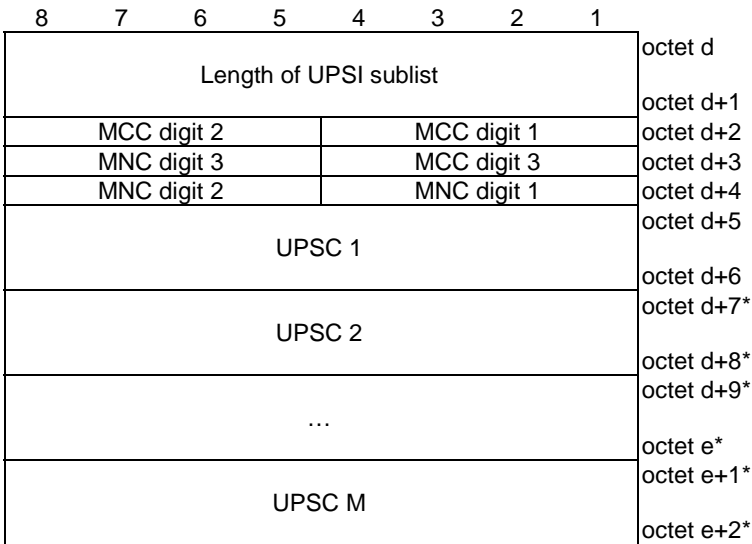 8 7 6 5 4 3 2 1
octet d
Length of UPSI sublist
octet d+1
MCC digit 2 MCC digit 1 octet d+2
MNC digit 3 MCC digit 3 octet d+3
MNC digit 2 MNC digit 1 octet d+4
octet d+5
UPSC 1
octet d+6
octet d+7*
UPSC 2
octet d+8*
octet d+9*
…
octet e*
octet e+1*
UPSC M
octet e+2*